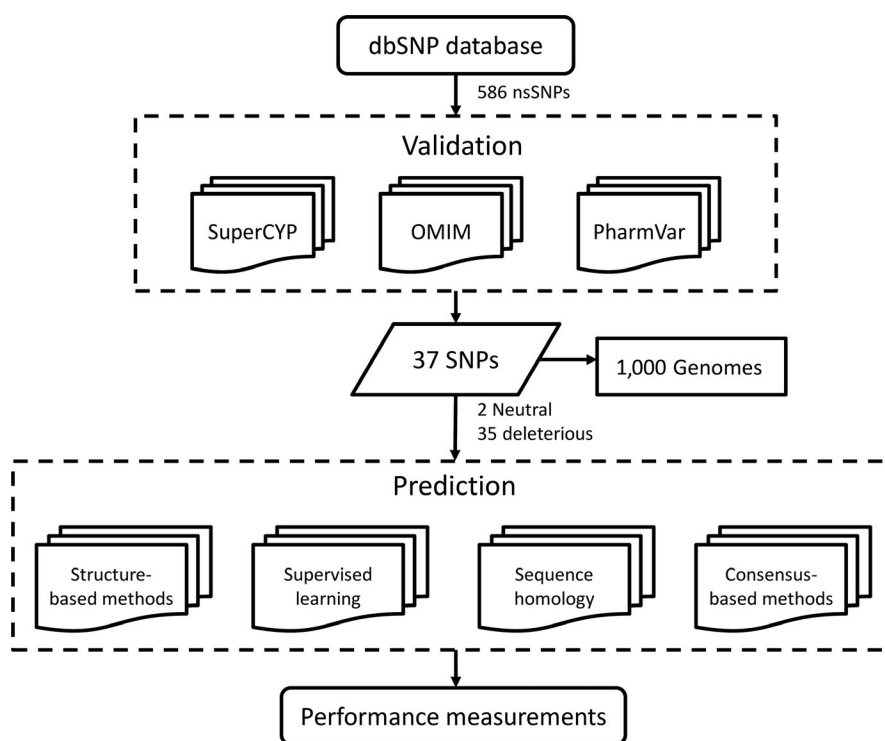 dbSNP database
586 nsSNPs
Validation
SuperCYP
OMIM
PharmVar
37 SNPs
1,000 Genomes
2 Neutral
35 deleterious
Prediction
Structure-
based methods
Supervised
learning
Sequence
homology
Consensus-
based methods
Performance measurements